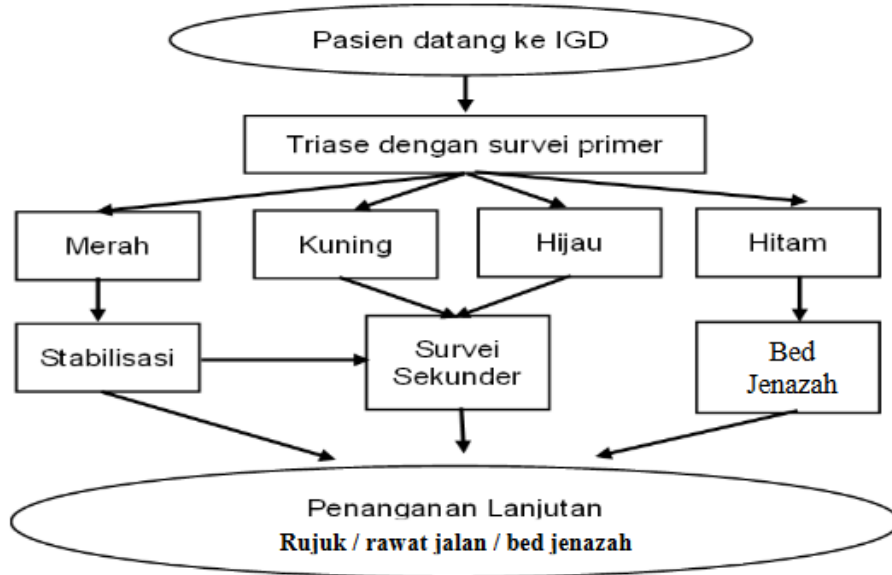 Pasien datang ke IGD
Triase dengan survei primer
Merah
Kuning
Hijau
Hitam
Stabilisasi
Survei
Sekunder
Bed
Jenazah
Penanganan Lanjutan
Rujuk / rawat jalan / bed jenazah